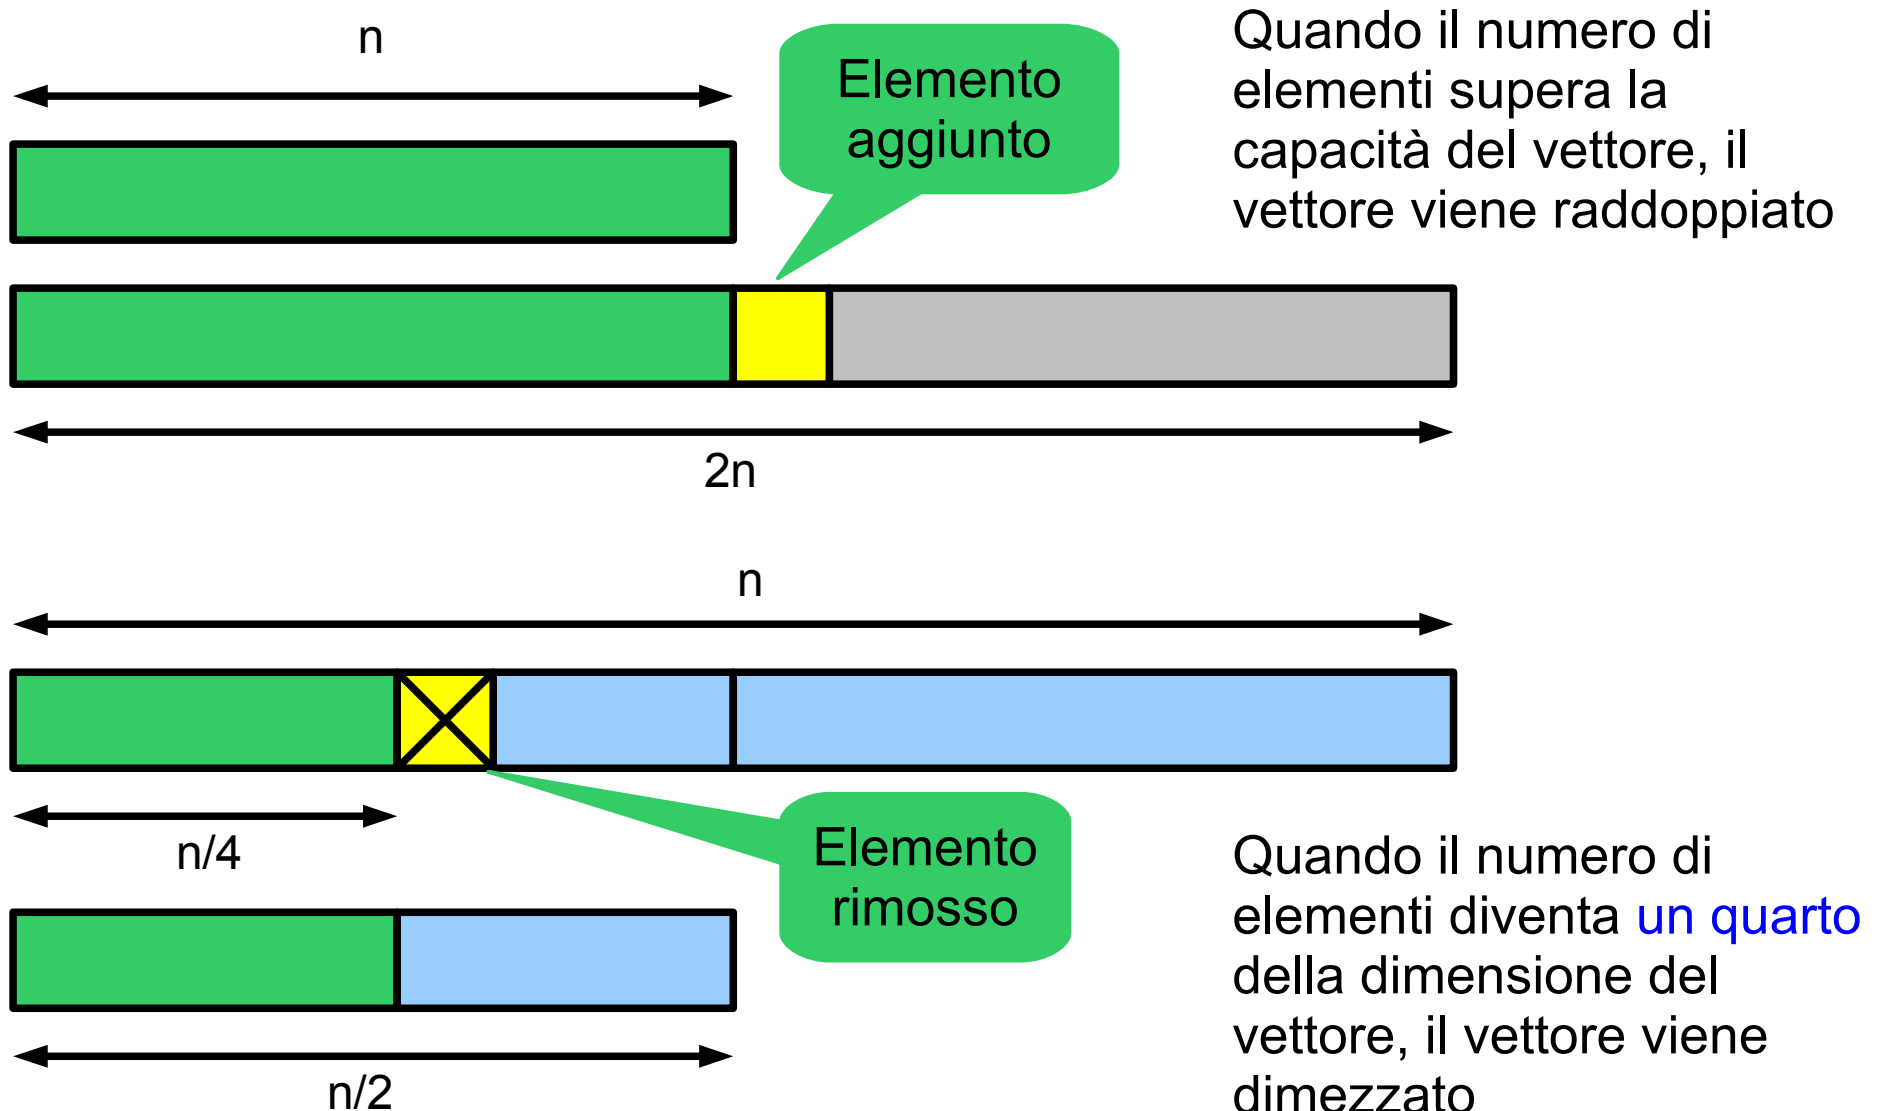 n
Elemento
aggiunto
Quando il numero di
elementi supera la
capacità del vettore, il
vettore viene raddoppiato
2n
n
n/4
Elemento
rimosso
n/2
Quando il numero di
elementi diventa un quarto
della dimensione del
vettore, il vettore viene
dimezzato